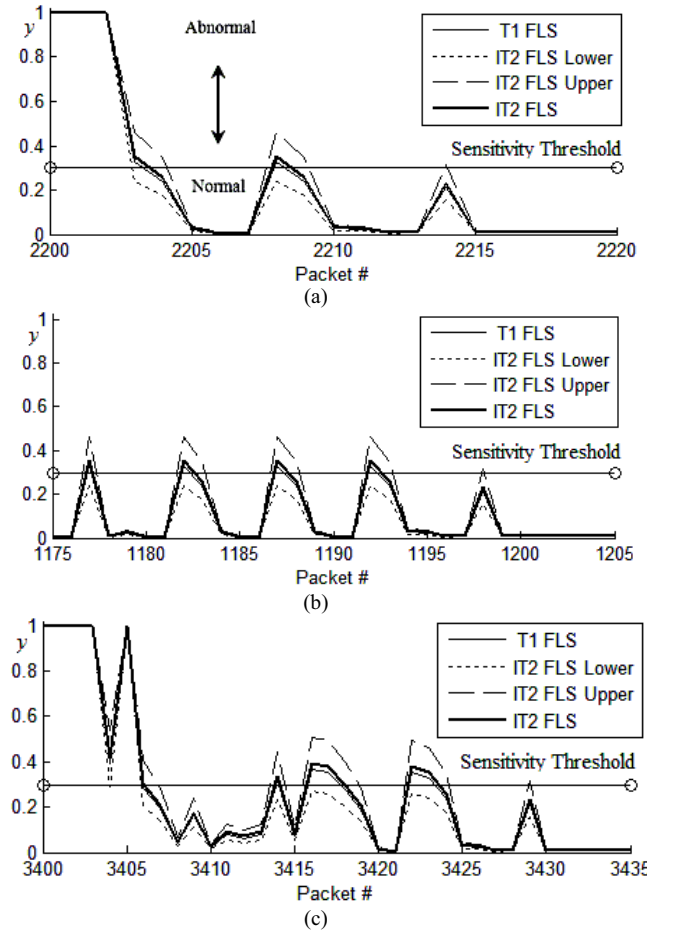 1
y
0.8
0.6
0.4
0.2
0
Abnormal
Normal
T1 FLS
IT2 FLS Lower
IT2 FLS Upper
IT2 FLS
Sensitivity Threshold
2200 2205 2210 2215 2220
Packet #
(a)
1
y
0.8
0.6
0.4
0.2
0
T1 FLS
IT2 FLS Lower
IT2 FLS Upper
IT2 FLS
Sensitivity Threshold
1175 1180 1185 1190 1195 1200 1205
Packet #
(b)
1
y
0.8
0.6
0.4
0.2
0
T1 FLS
IT2 FLS Lower
IT2 FLS Upper
IT2 FLS
Sensitivity Threshold
3400 3405 3410 3415 3420 3425 3430 3435
Packet #
(c)